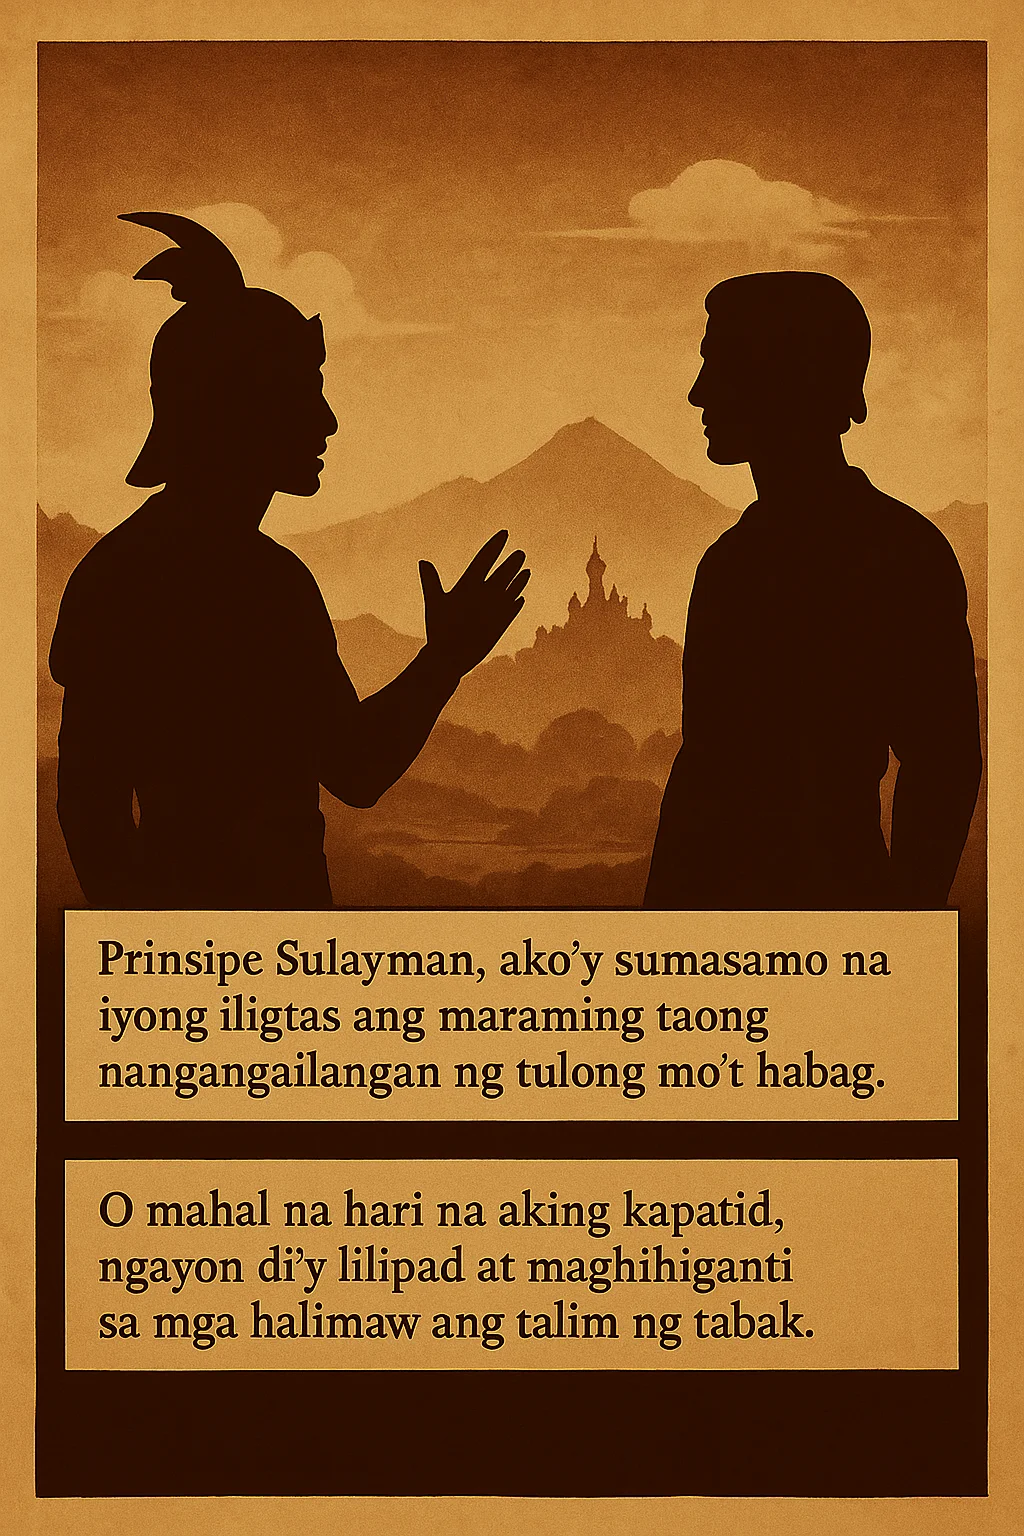 Prinsipe Sulayman, ako’y sumasamo na
iyong iligtas ang maraming taong
nangangailangan ng tulong mo’t habag.
O mahal na hari na aking kapatid,
ngayon di’y lilipad at maghihiganti
sa mga halimaw ang talim ng tabak.